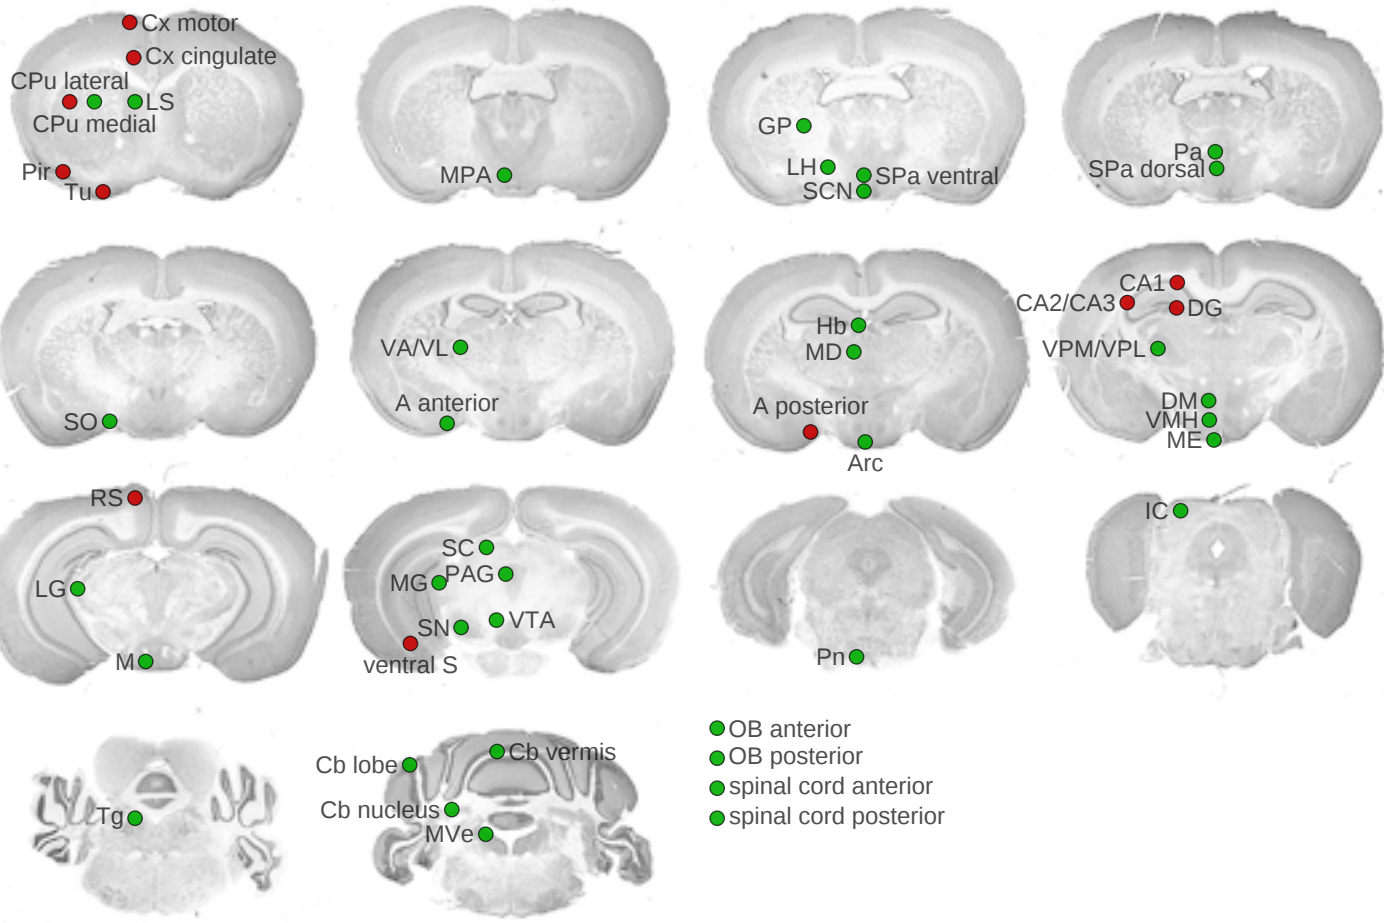 Cx motor
Cx cingulate
CPu lateral
LS
CPu medial
Pir
Tu
MPA
GP
LH
SPa ventral
SCN
Pa
SPa dorsal
SO
VA/VL
A anterior
Hb
MD
A posterior
Arc
CA1
CA2/CA3
DG
VPM/VPL
DM
VMH
ME
RS
LG
M
SC
MG
PAG
SN
VTA
ventral S
Pn
IC
Tg
Cb lobe
Cb vermis
Cb nucleus
MVe
OB anterior
OB posterior
spinal cord anterior
spinal cord posterior